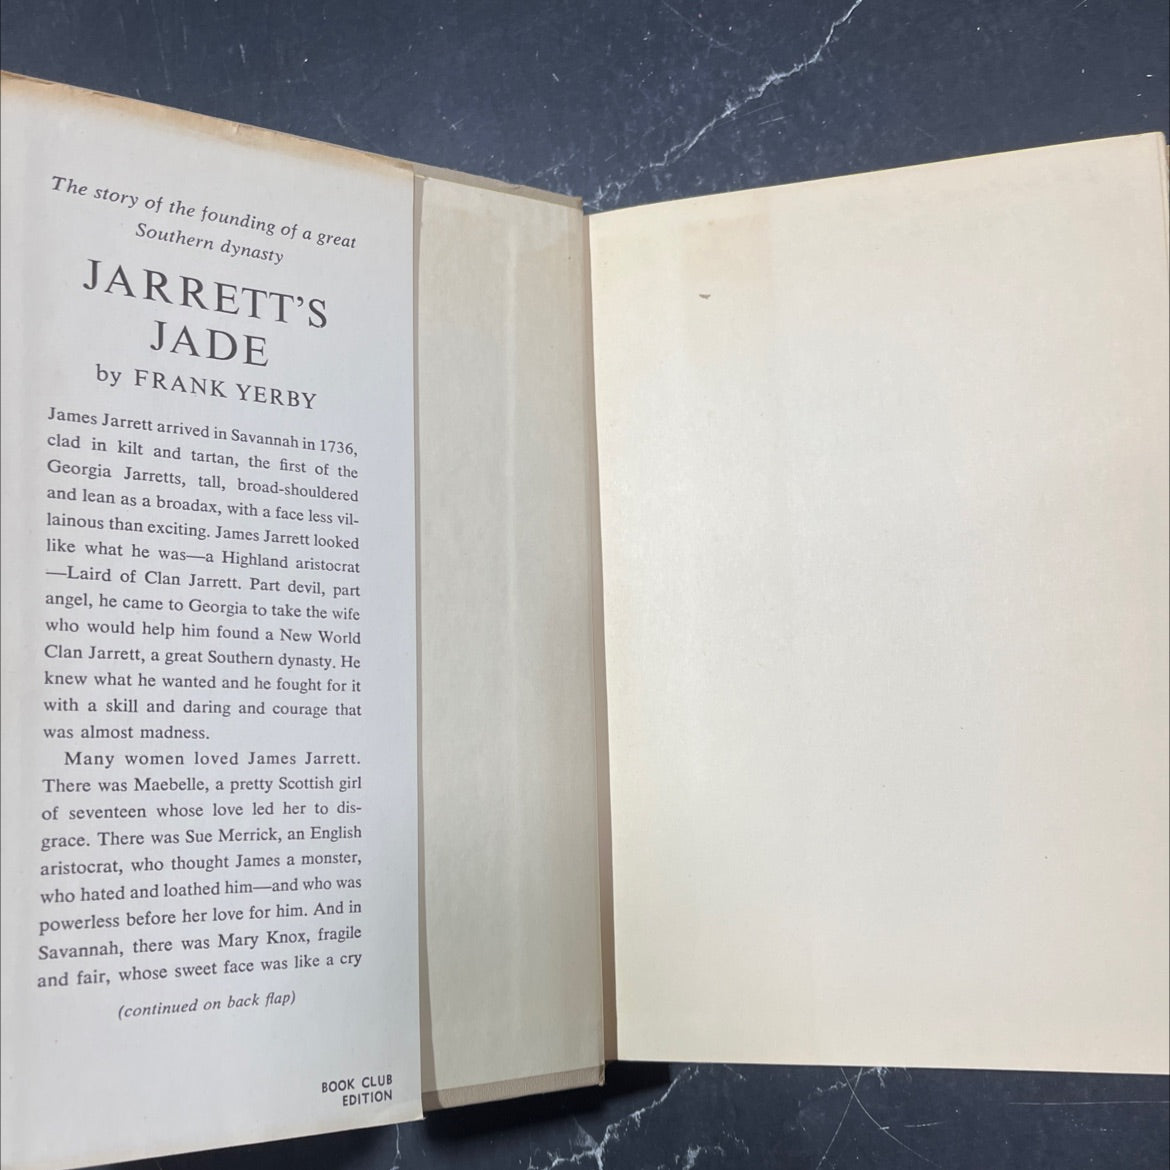 The story of the founding of a great
Southern dynasty
JARRETT'S
JADE
by FRANK YERBY
James Jarrett arrived in Savannah in 1736,
clad in kilt and tartan, the first of the
Georgia Jarretts, tall, broad-shouldered
and lean as a broadax, with a face less vil-
lainous than exciting. James Jarrett looked
like what he was—a Highland aristocrat
—Laird of Clan Jarrett. Part devil, part
angel, he came to Georgia to take the wife
who would help him found a New World
Clan Jarrett, a great Southern dynasty. He
knew what he wanted and he fought for it
with a skill and daring and courage that
was almost madness.
Many women loved James Jarrett.
There was Maebelle, a pretty Scottish girl
of seventeen whose love led her to dis-
grace. There was Sue Merrick, an English
aristocrat, who thought James a monster,
who hated and loathed him—and who was
powerless before her love for him. And in
Savannah, there was Mary Knox, fragile
and fair, whose sweet face was like a cry
(continued on back flap)
BOOK CLUB
EDITION